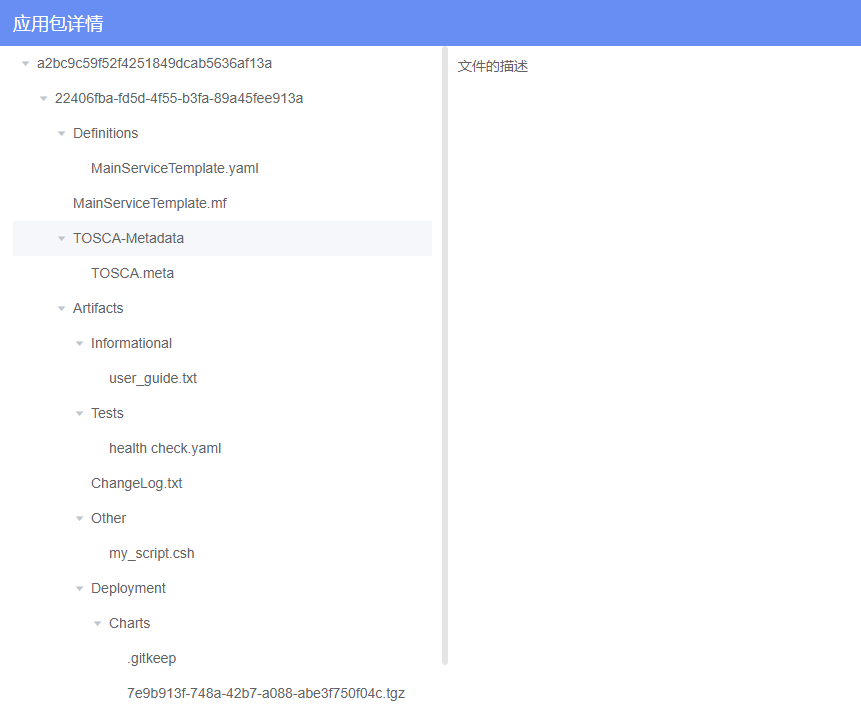 应用包详情
a2bc9c59f52f4251849dcab5636af13a
22406fba-fd5d-4f55-b3fa-89a45fee913a
Definitions
MainServiceTemplate.yaml
MainServiceTemplate.mf
TOSCA-Metadata
TOSCA.meta
Artifacts
Informational
user_guide.txt
Tests
health check.yaml
ChangeLog.txt
Other
my_script.csh
Deployment
Charts
.gitkeep
7e9b913f-748a-42b7-a088-abe3f750f04c.tgz
文件的描述